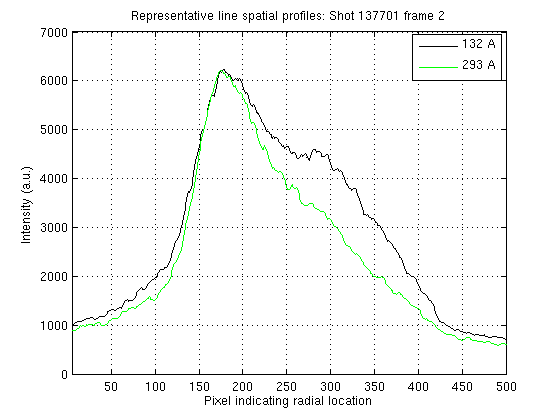 Representative line spatial profiles: Shot 137701 frame 2
132 A
293 A
7000
6000
5000
4000
3000
2000
1000
0
Intensity (a.u.)
50 100 150 200 250 300 350 400 450 500
Pixel indicating radial location